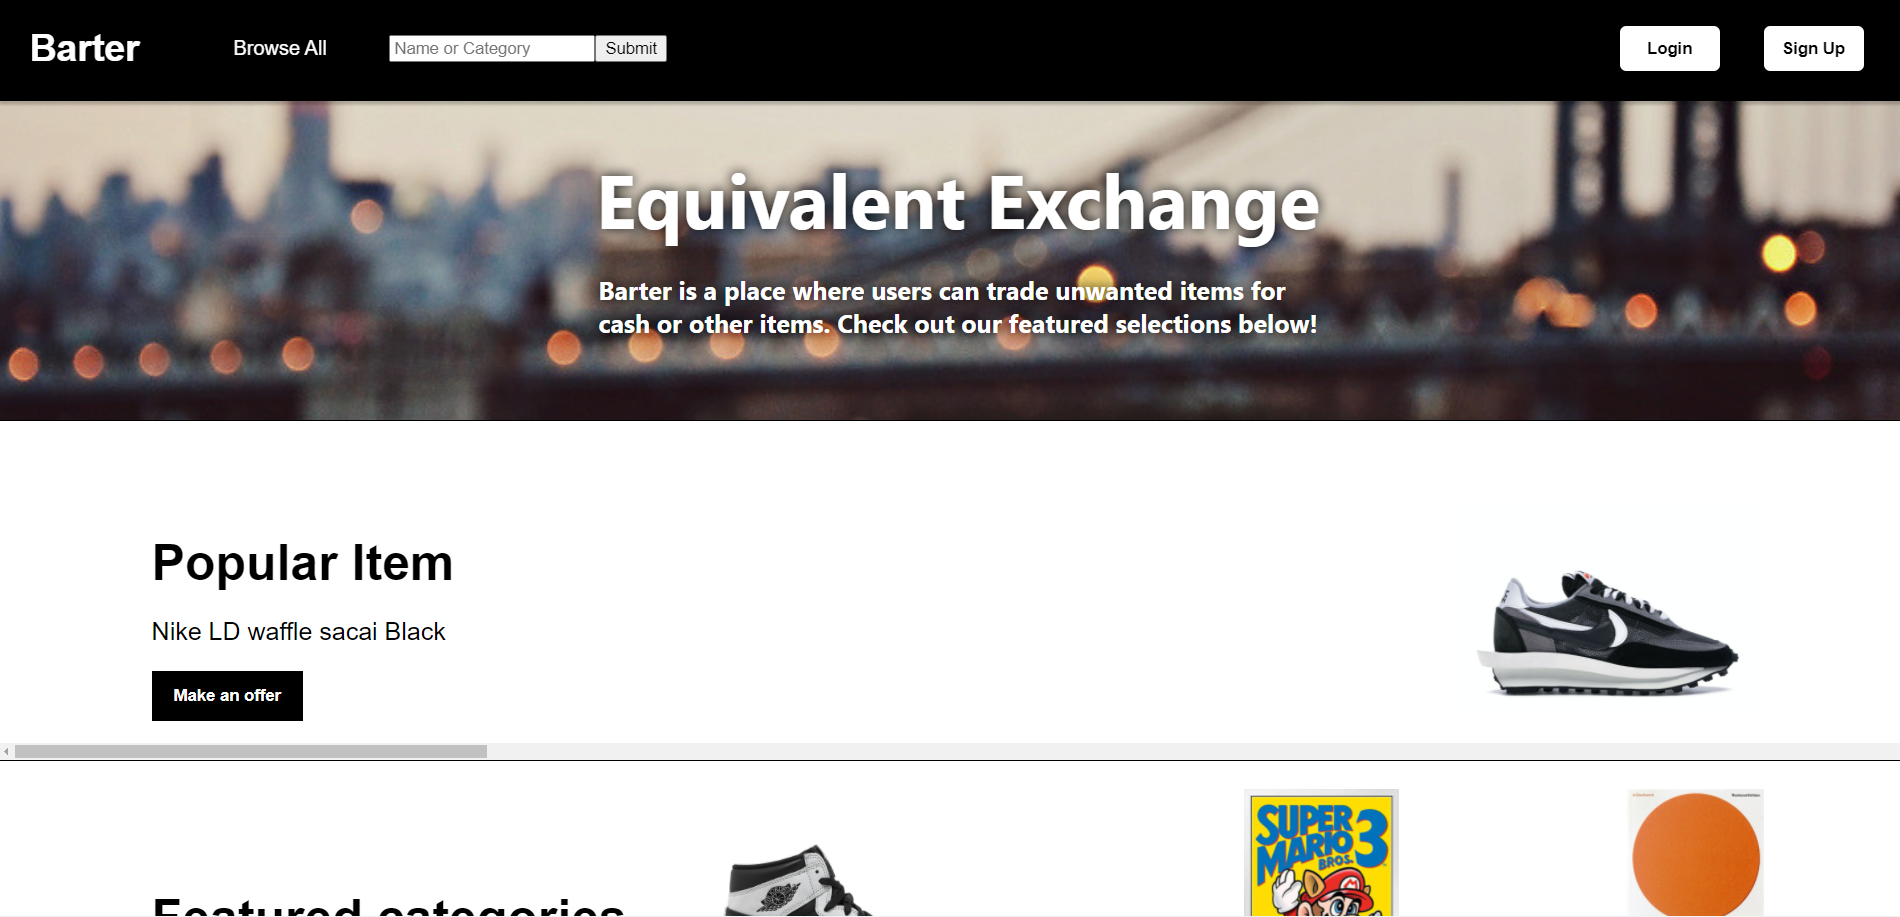 Barter
Browse All
Name or Category
Submit
Login
Sign Up
Equivalent Exchange
Barter is a place where users can trade unwanted items for
cash or other items. Check out our featured selections below!
Popular Item
Nike LD waffle sacai Black
Make an offer
SUPER
MARIO 3
BROS.
Featured categories